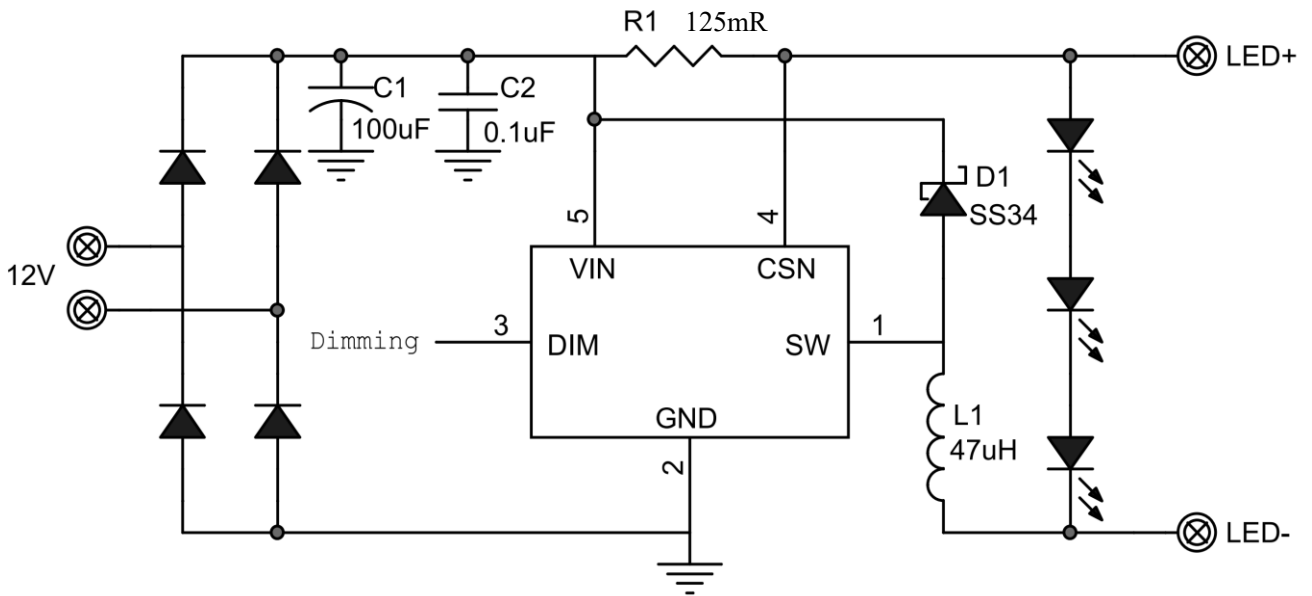 R1 125mR
LED+
C1
100uF
C2
0.1uF
D1
SS34
5
4
12V
VIN
CSN
Dimming
3
DIM
SW
1
GND
2
L1
47uH
LED-